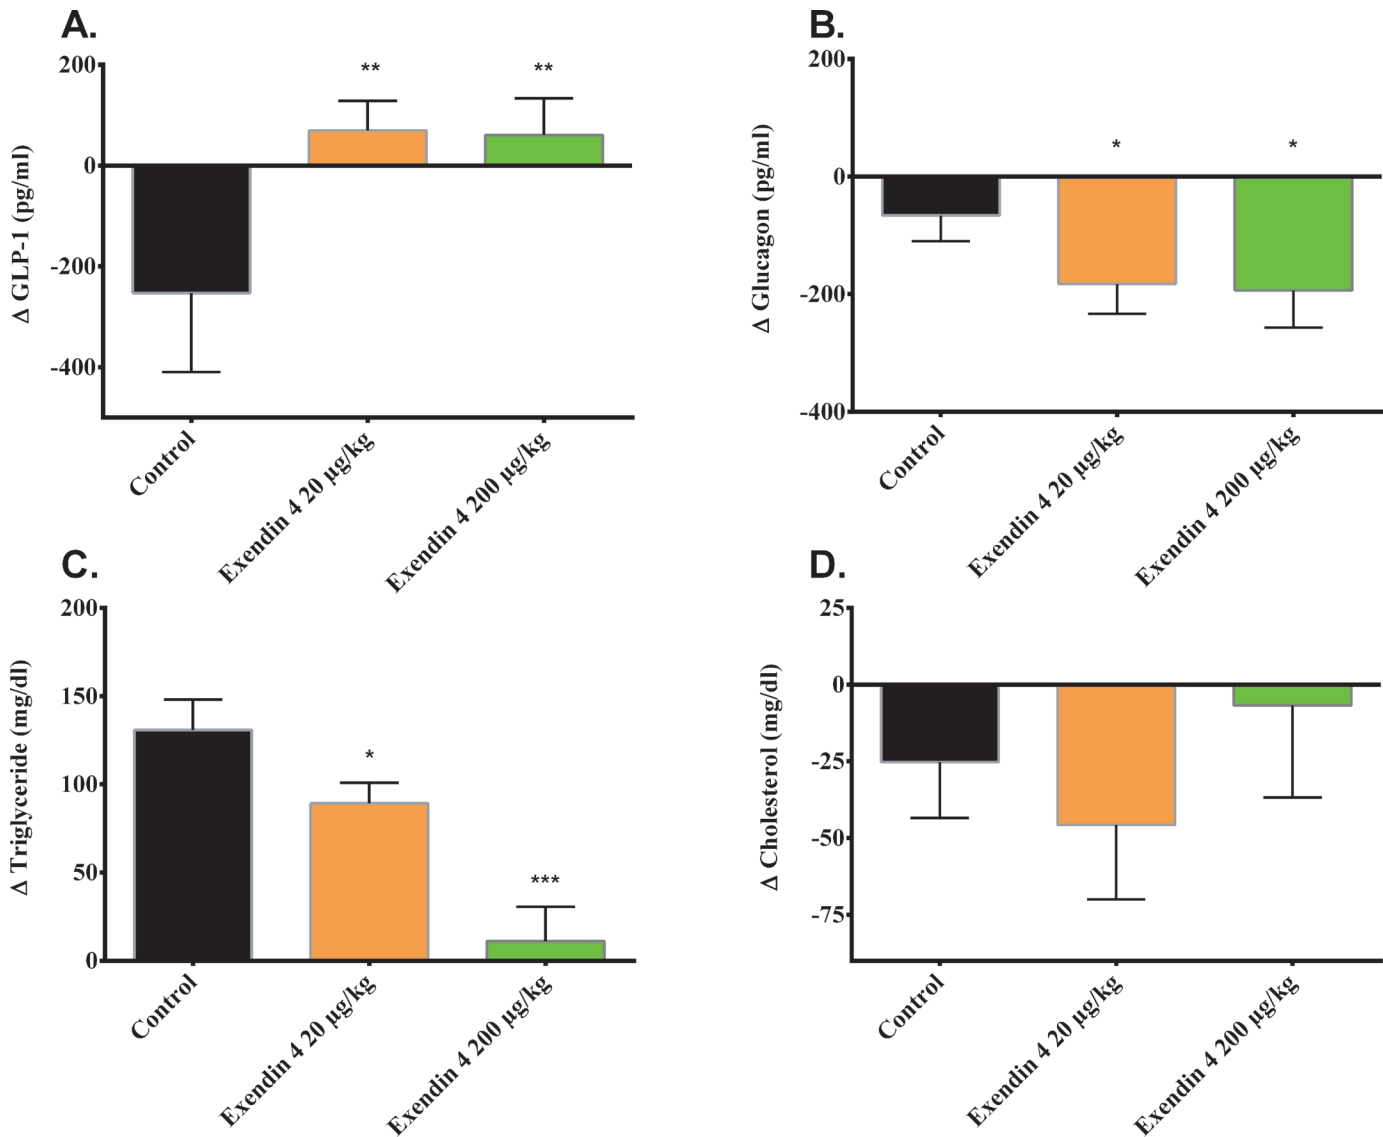 A.
Δ GLP-1 (pg/ml)
200
0
-200
-400
**
**
Control
Exendin 4 20 µg/kg
Exendin 4 200 µg/kg
B.
Δ Glucagon (pg/ml)
200
0
-200
-400
*
*
Control
Exendin 4 20 µg/kg
Exendin 4 200 µg/kg
C.
Δ Triglyceride (mg/dl)
200
150
100
50
0
*
***
Control
Exendin 4 20 µg/kg
Exendin 4 200 µg/kg
D.
Δ Cholesterol (mg/dl)
25
0
-25
-50
-75
Control
Exendin 4 20 µg/kg
Exendin 4 200 µg/kg